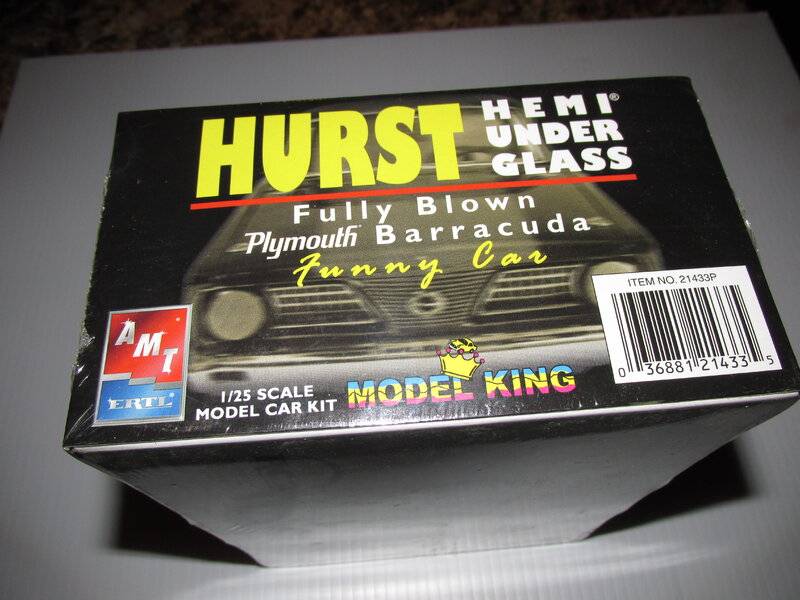 HURST
HEMI®
UNDER
GLASS
Fully Blown
Plymouth Barracuda
Funny Car
ITEM NO. 21433P
0 36881 21433 5
AMT
ERTL®
1/25 SCALE
MODEL CAR KIT
MODEL KING